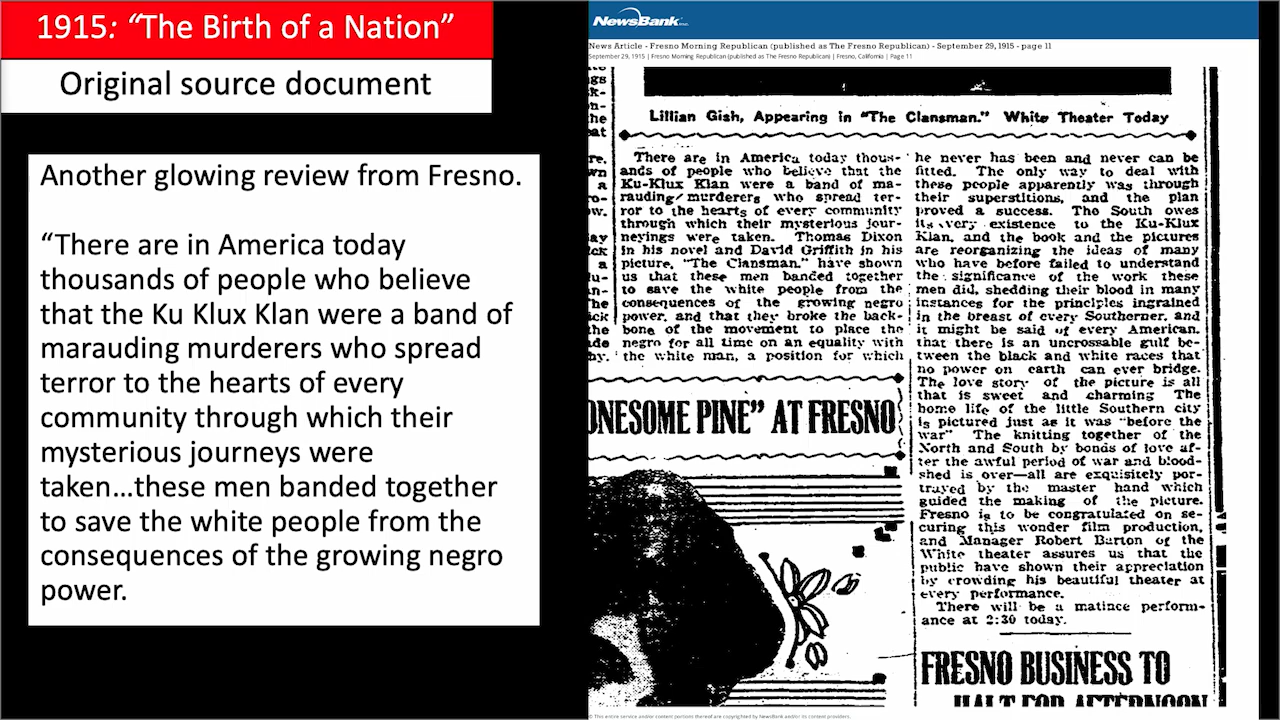 1915: “The Birth of a Nation”
Original source document
Another glowing review from Fresno.
“There are in America today
thousands of people who believe
that the Ku Klux Klan were a band of
marauding murderers who spread
terror to the hearts of every
community through which their
mysterious journeys were
taken…these men banded together
to save the white people from the
consequences of the growing negro
power.
NewsBank inc.
News Article - Fresno Morning Republican (published as The Fresno Republican) - September 29, 1915 - page 11
September 29, 1915 | Fresno Morning Republican (published as The Fresno Republican) | Fresno, California | Page 11
Lillian Gish, Appearing in "The Clansman." White Theater Today
There are in America today thous-
ands of people who believe that the
Ku-Klux Klan were a band of ma-
rauding murderers who spread ter-
ror to the hearts of every community
through which their mysterious jour-
neyings were taken. Thomas Dixon
in his novel and David Griffith in his
picture, "The Clansman." have shown
us that these men banded together
to save the white people from the
consequences of the growing negro
power, and that they broke the back-
bone of the movement to place the
negro for all time on an equality with
the white man, a position for which
he never has been and never can be
fitted. The only way to deal with
these people apparently was through
their superstitions, and the plan
proved a success. The South owes
its very existence to the Ku-Klux
Klan, and the book and the pictures
are reorganizing the ideas of many
who have before failed to understand
the significance of the work these
men did, shedding their blood in many
instances for the principles ingrained
in the breast of every Southerner, and
it might be said of every American.
that there is an uncrossable gulf be-
tween the black and white races that
no power on earth can ever bridge.
The love story of the picture is all
that is sweet and charming The
home life of the little Southern city
is pictured just as it was "before the
war" The knitting together of the
North and South by bonds of love af-
ter the awful period of war and blood-
shed is over—all are exquisitely por-
trayed by the master hand which
guided the making of the picture.
Fresno is to be congratulated on se-
curing this wonder film production,
and Manager Robert Barton of the
White theater assures us that the
public have shown their appreciation
by crowding his beautiful theater at
every performance.
There will be a matinee perform-
ance at 2:30 today.
ONESOME PINE" AT FRESNO
FRESNO BUSINESS TO
HALT FOR AFTERNOON
© This entire service and/or content portions thereof are copyrighted by NewsBank and/or its content providers.